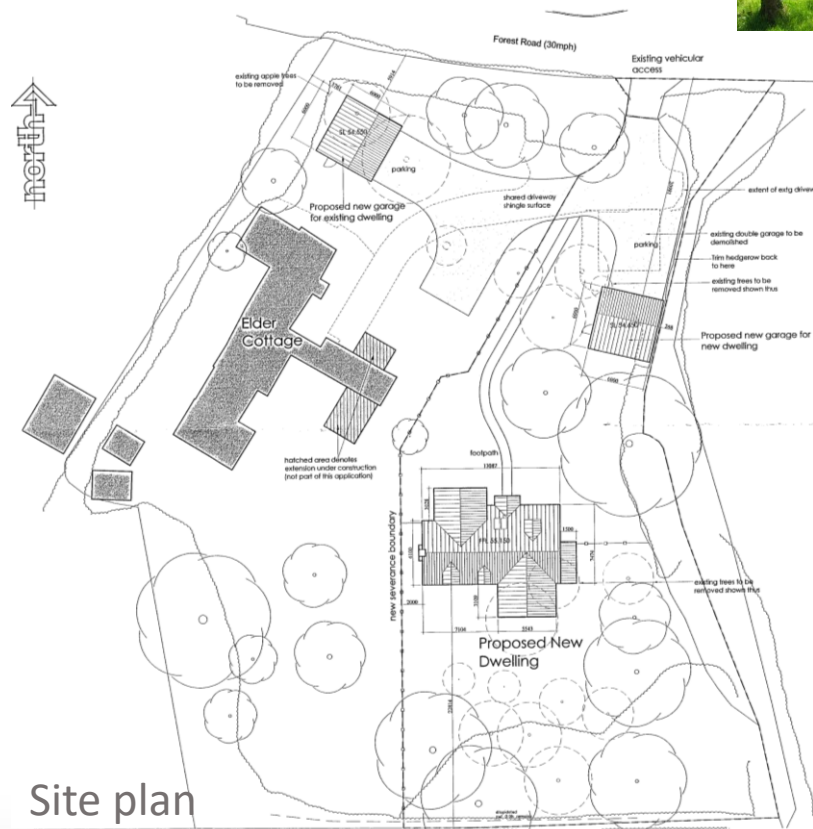 Forest Road (30mph)
Existing vehicular
access
existing apple trees
to be removed
north
parking
Proposed new garage
for existing dwelling
shared driveway
shingle surface
parking
extent of extg drivew
existing double garage to be
demolished
Trim hedgerow back
to here
existing trees to be
removed shown thus
Proposed new garage for
new dwelling
Elder
Cottage
hatched area denotes
extension under construction
(not part of this application)
footpath
new severance boundary
2000
7504
existing trees to be
removed shown thus
Proposed New
Dwelling
Site plan